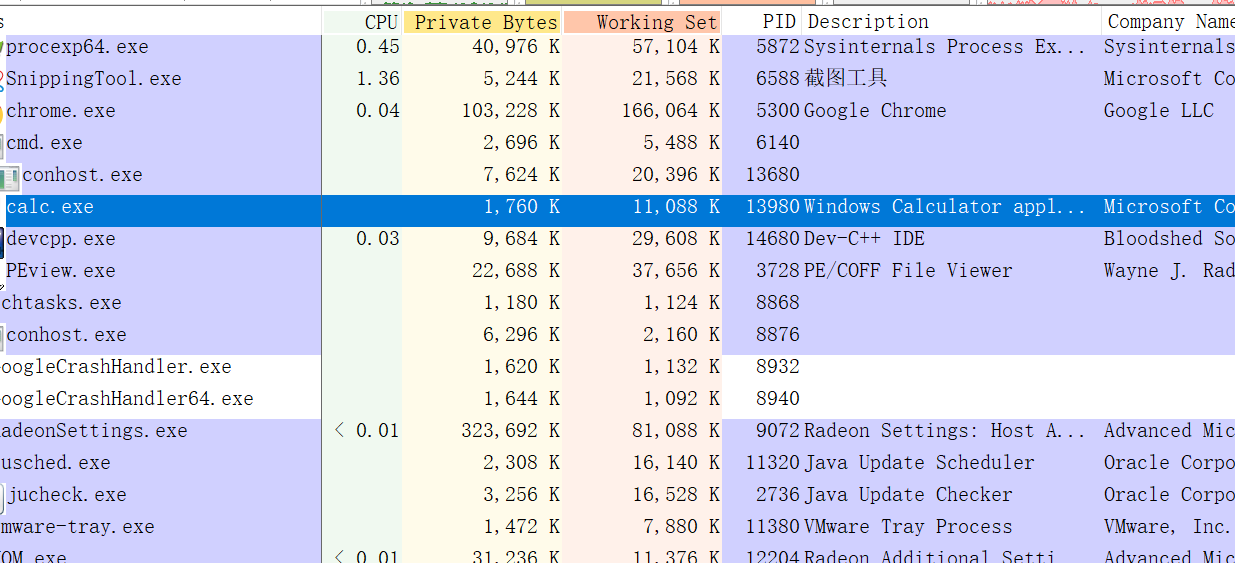 s CPU Private Bytes Working Set PID Description Company Name
procexp64.exe 0.45 40,976 K 57,104 K 5872 Sysinternals Process Ex... Sysinternals
SnippingTool.exe 1.36 5,244 K 21,568 K 6588 截图工具 Microsoft Co
chrome.exe 0.04 103,228 K 166,064 K 5300 Google Chrome Google LLC
cmd.exe 2,696 K 5,488 K 6140
conhost.exe 7,624 K 20,396 K 13680
calc.exe 1,760 K 11,088 K 13980 Windows Calculator appl... Microsoft Co
devcpp.exe 0.03 9,684 K 29,608 K 14680 Dev-C++ IDE Bloodshed So
PEview.exe 22,688 K 37,656 K 3728 PE/COFF File Viewer Wayne J. Rad
chtasks.exe 1,180 K 1,124 K 8868
conhost.exe 6,296 K 2,160 K 8876
oogleCrashHandler.exe 1,620 K 1,132 K 8932
oogleCrashHandler64.exe 1,644 K 1,092 K 8940
adeonSettings.exe < 0.01 323,692 K 81,088 K 9072 Radeon Settings: Host A... Advanced Mic
usched.exe 2,308 K 16,140 K 11320 Java Update Scheduler Oracle Corpo
jucheck.exe 3,256 K 16,528 K 2736 Java Update Checker Oracle Corpo
mware-tray.exe 1,472 K 7,880 K 11380 VMware Tray Process VMware, Inc.
OM.exe < 0.01 31,236 K 11,376 K 12204 Radeon Additional Setti... Advanced Mic